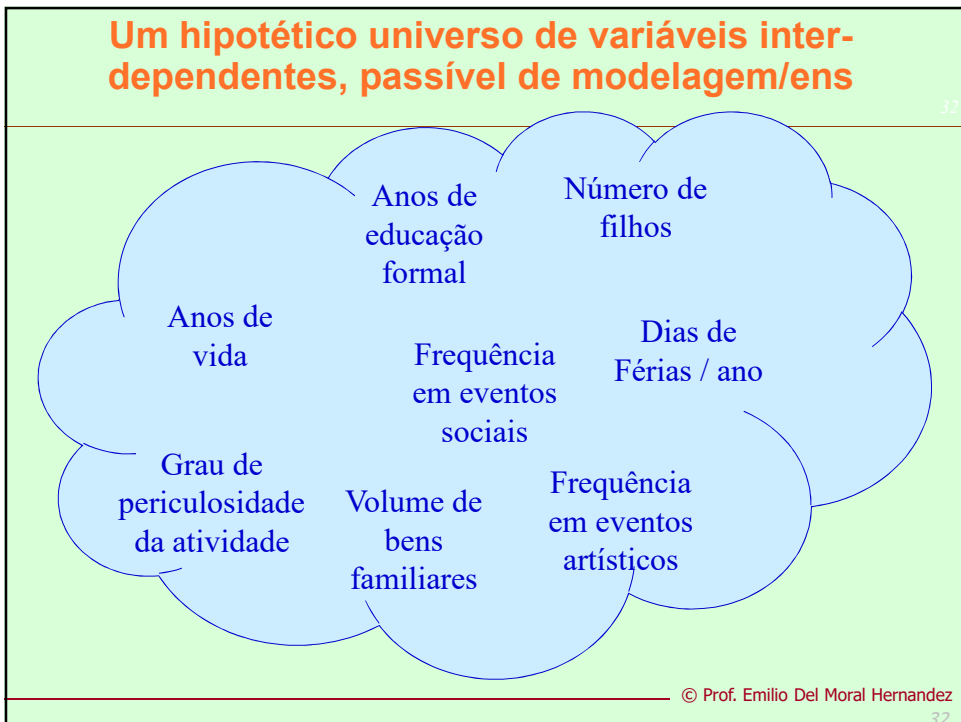 Um hipotético universo de variáveis inter-
dependentes, passível de modelagem/ens
32
Anos de
educação
formal
Número de
filhos
Anos de
vida
Frequência
em eventos
sociais
Dias de
Férias / ano
Grau de
periculosidade
da atividade
Volume de
bens
familiares
Frequência
em eventos
artísticos
© Prof. Emilio Del Moral Hernandez
32